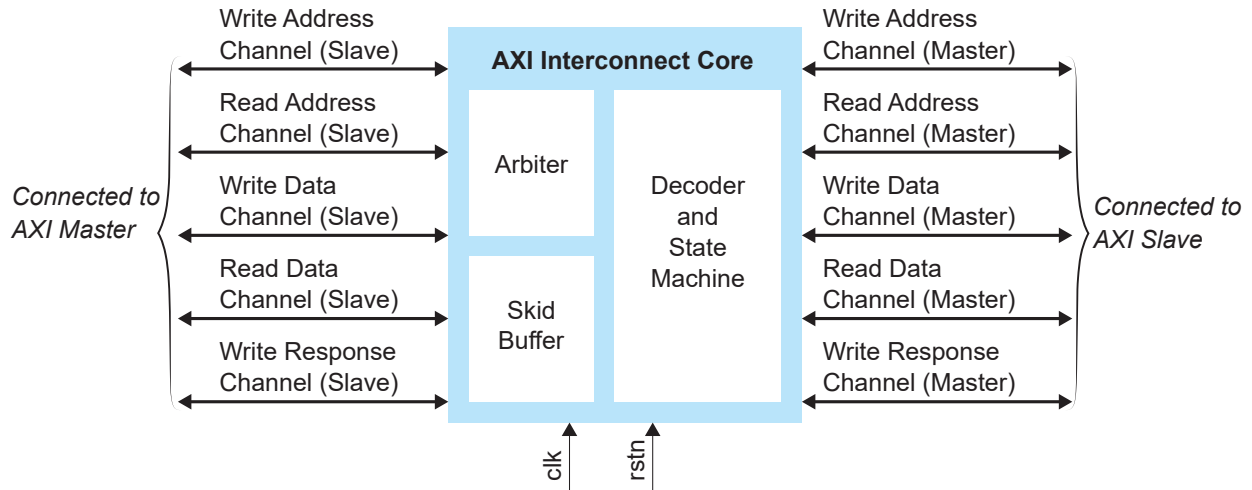 Connected to
AXI Master
Write Address
Channel (Slave)
Read Address
Channel (Slave)
Write Data
Channel (Slave)
Read Data
Channel (Slave)
Write Response
Channel (Slave)
AXI Interconnect Core
Arbiter
Skid
Buffer
Decoder
and
State
Machine
clk
rstn
Write Address
Channel (Master)
Read Address
Channel (Master)
Write Data
Channel (Master)
Read Data
Channel (Master)
Write Response
Channel (Master)
Connected to
AXI Slave